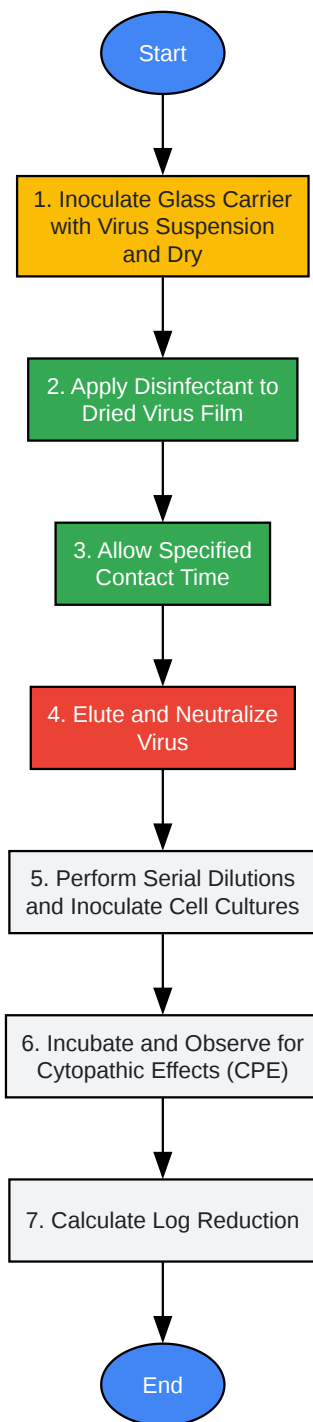 Start
1. Inoculate Glass Carrier
with Virus Suspension
and Dry
2. Apply Disinfectant to
Dried Virus Film
3. Allow Specified
Contact Time
4. Elute and Neutralize
Virus
5. Perform Serial Dilutions
and Inoculate Cell Cultures
6. Incubate and Observe for
Cytopathic Effects (CPE)
7. Calculate Log Reduction
End